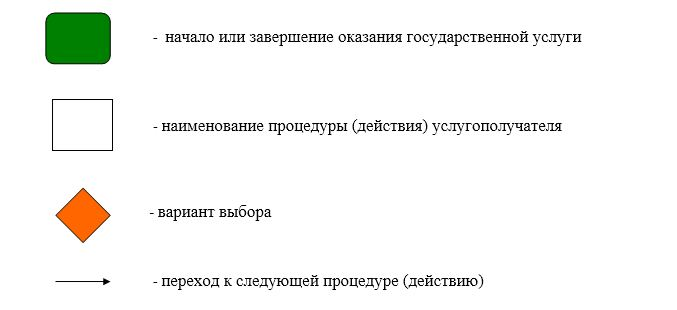 - начало или завершение оказания государственной услуги
- наименование процедуры (действия) услугополучателя
- вариант выбора
- переход к следующей процедуре (действию)